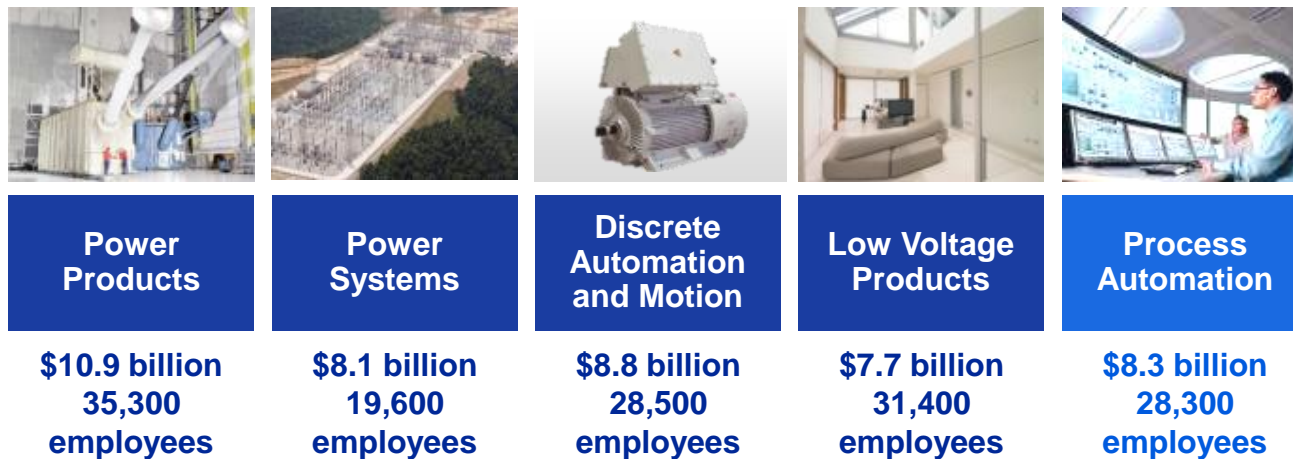 Power
Products
Power
Systems
Discrete
Automation
and Motion
Low Voltage
Products
Process
Automation
$10.9 billion
35,300
employees
$8.1 billion
19,600
employees
$8.8 billion
28,500
employees
$7.7 billion
31,400
employees
$8.3 billion
28,300
employees